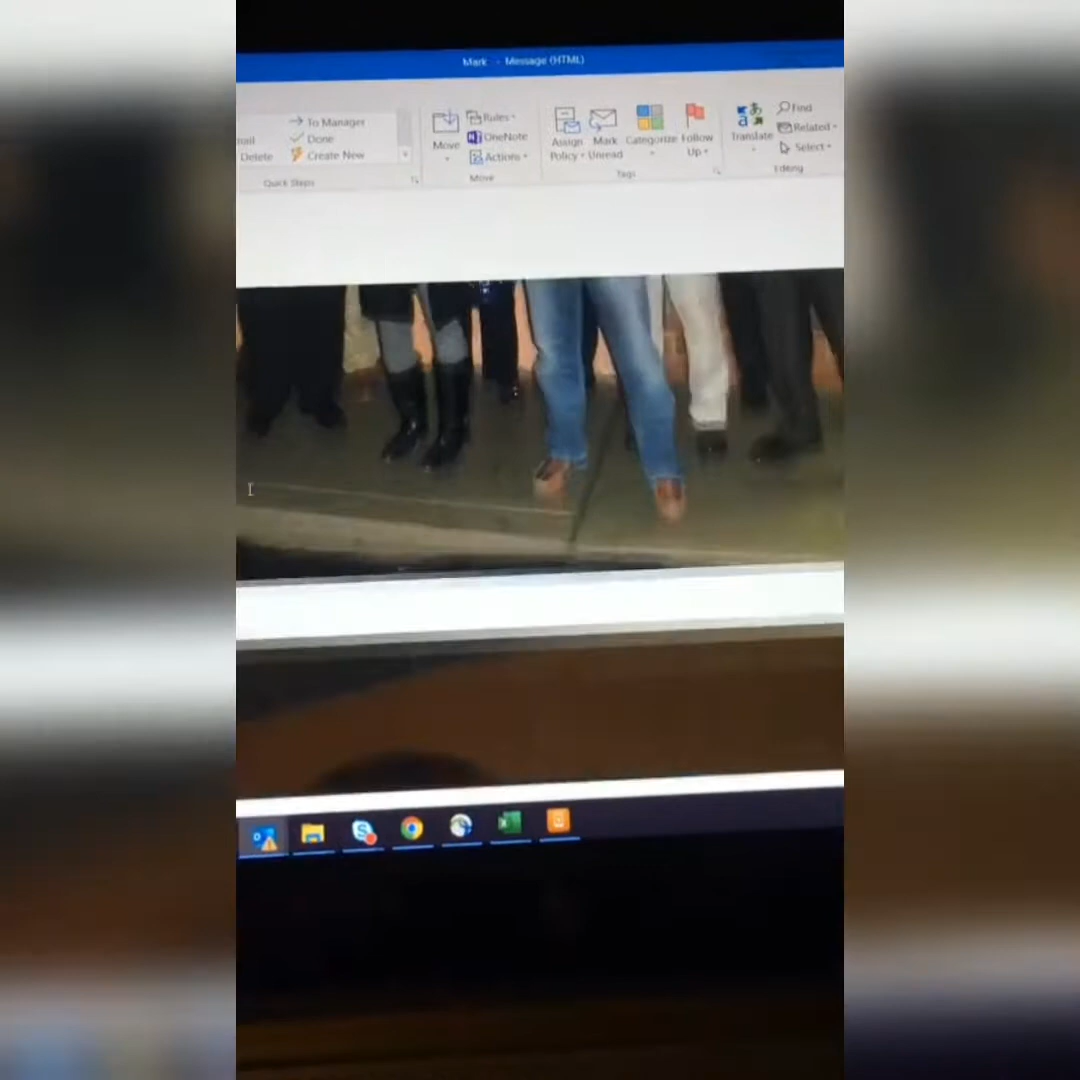 Mark - Message (HTML)
To Manager
Done
Delete
Create New
Quick Steps
Move
Rules
OneNote
Actions
Move
Assign
Policy
Mark
Unread
Categorize
Follow
Up
Tags
Translate
Find
Related
Select
Editing